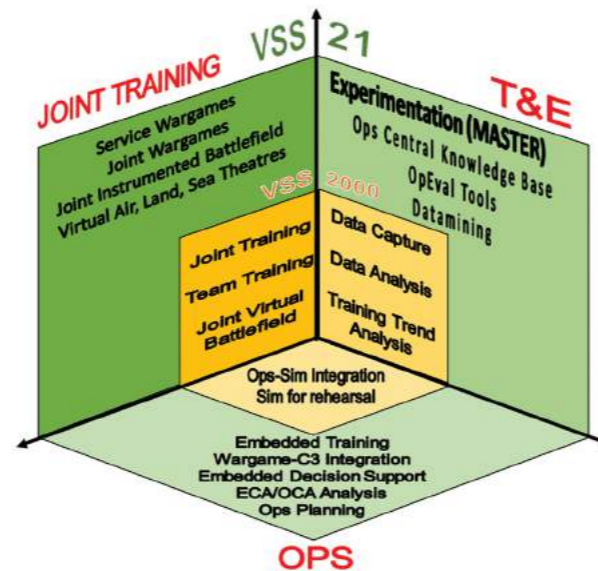 VSS 21
JOINT TRAINING
T&E
Service Wargames
Joint Wargames
Joint Instrumented Battlefield
Virtual Air, Land, Sea Theatres
Experimentation (MASTER)
Ops Central Knowledge Base
OpEval Tools
Datamining
VSS 2000
Joint Training
Team Training
Joint Virtual
Battlefield
Data Capture
Data Analysis
Training Trend
Analysis
Ops-Sim Integration
Sim for rehearsal
Embedded Training
Wargame-C3 Integration
Embedded Decision Support
ECA/OCA Analysis
Ops Planning
OPS